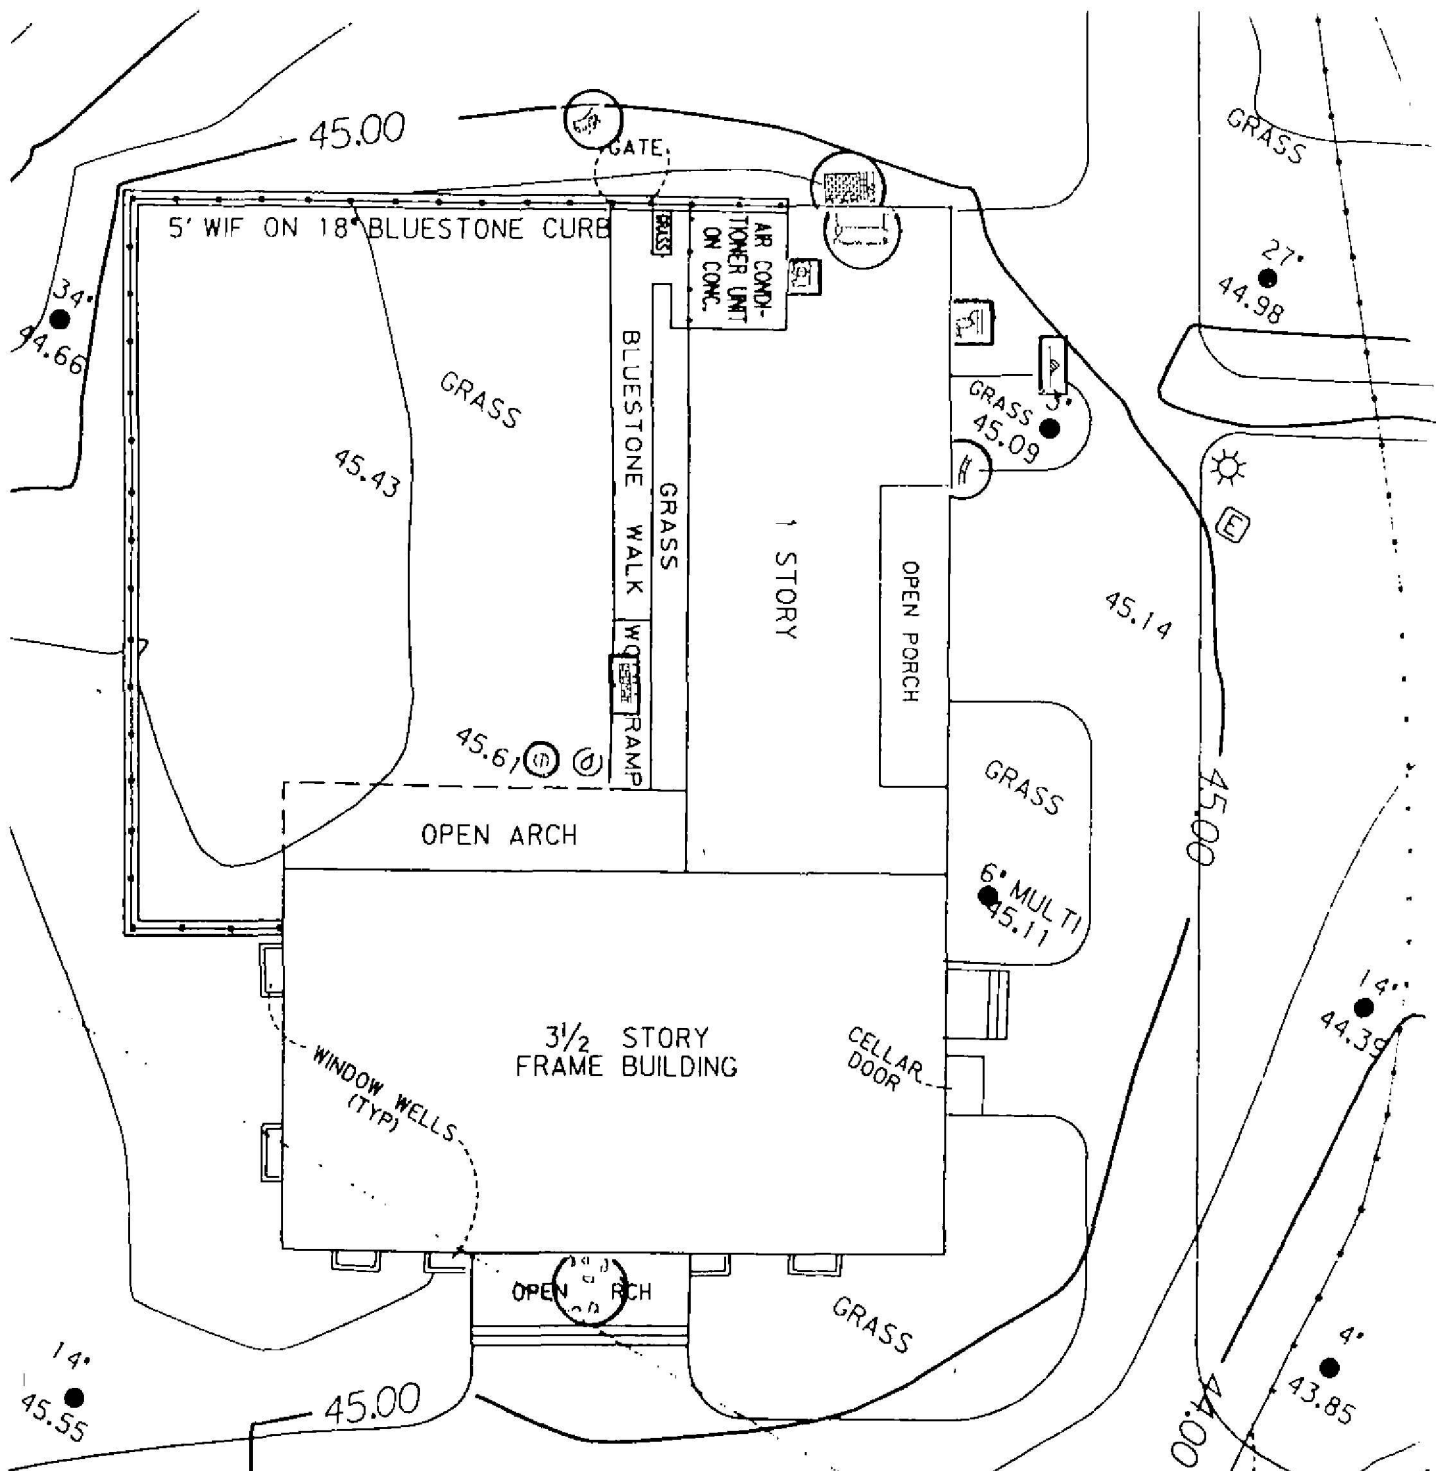 45.00
GATE
GRASS
5' WIF ON 18" BLUESTONE CURB
GRASS
AIR CONDI-
TIONER UNIT
ON CONC.
27"
44.98
34"
44.66
GRASS
BLUESTONE WALK
GRASS
3"
45.09
45.43
GRASS
1 STORY
OPEN PORCH
E
45.14
RAMP
45.61
GRASS
45.00
OPEN ARCH
6" MULTI
45.11
14"
44.39
3½ STORY
FRAME BUILDING
CELLAR
DOOR
WINDOW WELLS
(TYP)
OPEN RCH
GRASS
14"
45.55
45.00
4"
43.85
44.00